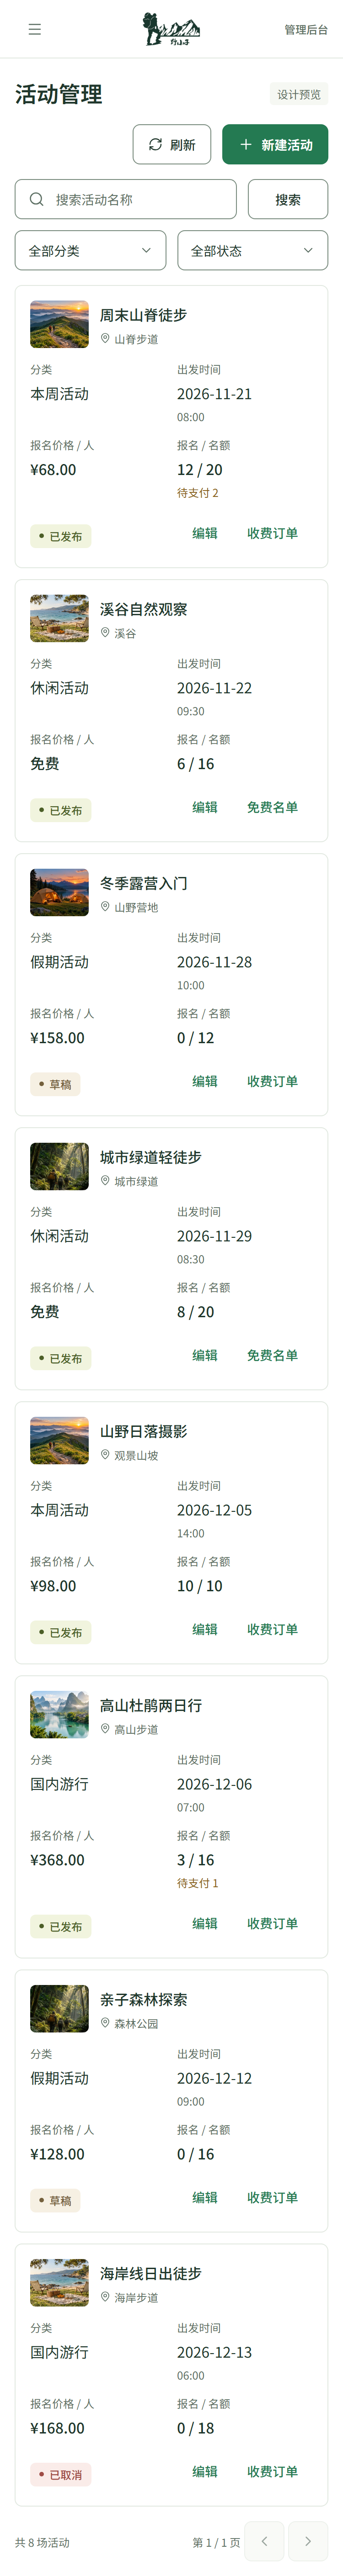 野山子
管理后台
活动管理
设计预览
刷新
新建活动
搜索活动名称
搜索
全部分类
全部状态
周末山脊徒步
山脊步道
分类
出发时间
本周活动
2026-11-21
08:00
报名价格 / 人
报名 / 名额
¥68.00
12 / 20
待支付 2
已发布
编辑
收费订单
溪谷自然观察
溪谷
分类
出发时间
休闲活动
2026-11-22
09:30
报名价格 / 人
报名 / 名额
免费
6 / 16
已发布
编辑
免费名单
冬季露营入门
山野营地
分类
出发时间
假期活动
2026-11-28
10:00
报名价格 / 人
报名 / 名额
¥158.00
0 / 12
草稿
编辑
收费订单
城市绿道轻徒步
城市绿道
分类
出发时间
休闲活动
2026-11-29
08:30
报名价格 / 人
报名 / 名额
免费
8 / 20
已发布
编辑
免费名单
山野日落摄影
观景山坡
分类
出发时间
本周活动
2026-12-05
14:00
报名价格 / 人
报名 / 名额
¥98.00
10 / 10
已发布
编辑
收费订单
高山杜鹃两日行
高山步道
分类
出发时间
国内游行
2026-12-06
07:00
报名价格 / 人
报名 / 名额
¥368.00
3 / 16
待支付 1
已发布
编辑
收费订单
亲子森林探索
森林公园
分类
出发时间
假期活动
2026-12-12
09:00
报名价格 / 人
报名 / 名额
¥128.00
0 / 16
草稿
编辑
收费订单
海岸线日出徒步
海岸步道
分类
出发时间
国内游行
2026-12-13
06:00
报名价格 / 人
报名 / 名额
¥168.00
0 / 18
已取消
编辑
收费订单
共 8 场活动
第 1 / 1 页